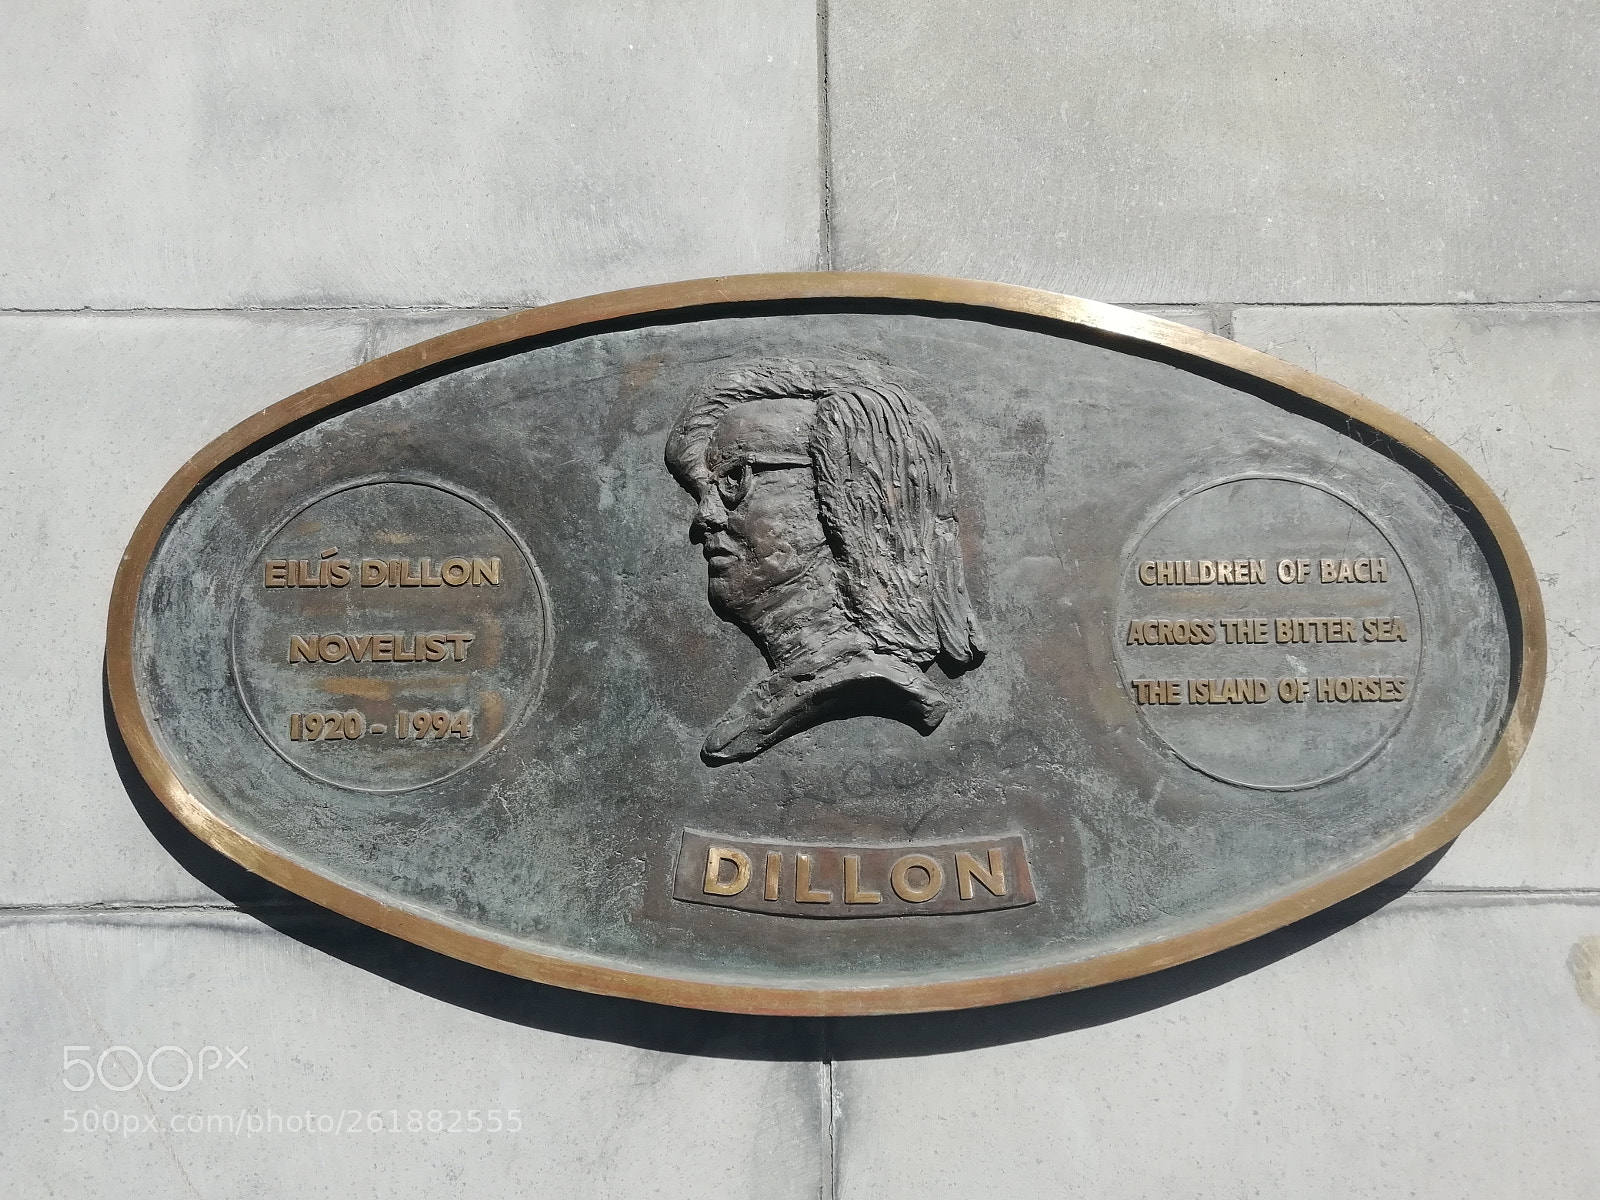 EILÍS DILLON
NOVELIST
1920 - 1994
CHILDREN OF BACH
ACROSS THE BITTER SEA
THE ISLAND OF HORSES
DILLON
500px
500px.com/photo/261882555